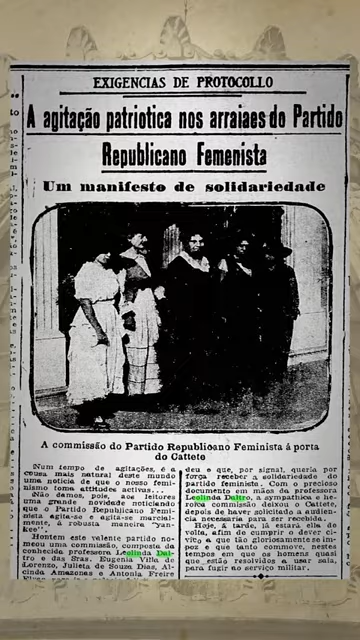 EXIGENCIAS DE PROTOCOLLO
A agitação patriotica nos arraiaes do Partido
Republicano Femenista
Um manifesto de solidariedade
A commissão do Partido Republicano Feminista á porta
do Cattete
Num tempo de agitações, é a
cousa mais natural deste mundo
uma noticia de que o nosso femi-
nismo toma attitudes activas...
Não damos, pois, aos leitores
uma grande novidade noticiando
que o Partido Republicano Femi-
nista agita-se e agita-se marcial-
mente, á robusta maneira "yan-
kee".
Hontem este valente partido no-
meou uma commissão, composta da
conhecida professora Leolinda Dal-
tro e das Sras. Eugenia Villa
Lorenzo, Julieta de Souza Dias, Al-
cinda Amazonas e Antonia Freire
deu e que, por signal, queria por
força receber a solidariedade do
partido feminista. Com o precioso
documento em mãos da professora
Leolinda Daltro, a sympathica e he-
roica commissão deixou o Cattete,
depois de haver solicitado a audien-
cia necessaria para ser recebida.
Hoje, á tarde, já estará ella de
volta, afim de cumprir o dever ci-
vico a que tão gloriosamente se im-
poz e que tanto commove, nestes
tempos em que os homens quasi
que estão resolvidos a usar saia,
para fugir ao serviço militar.